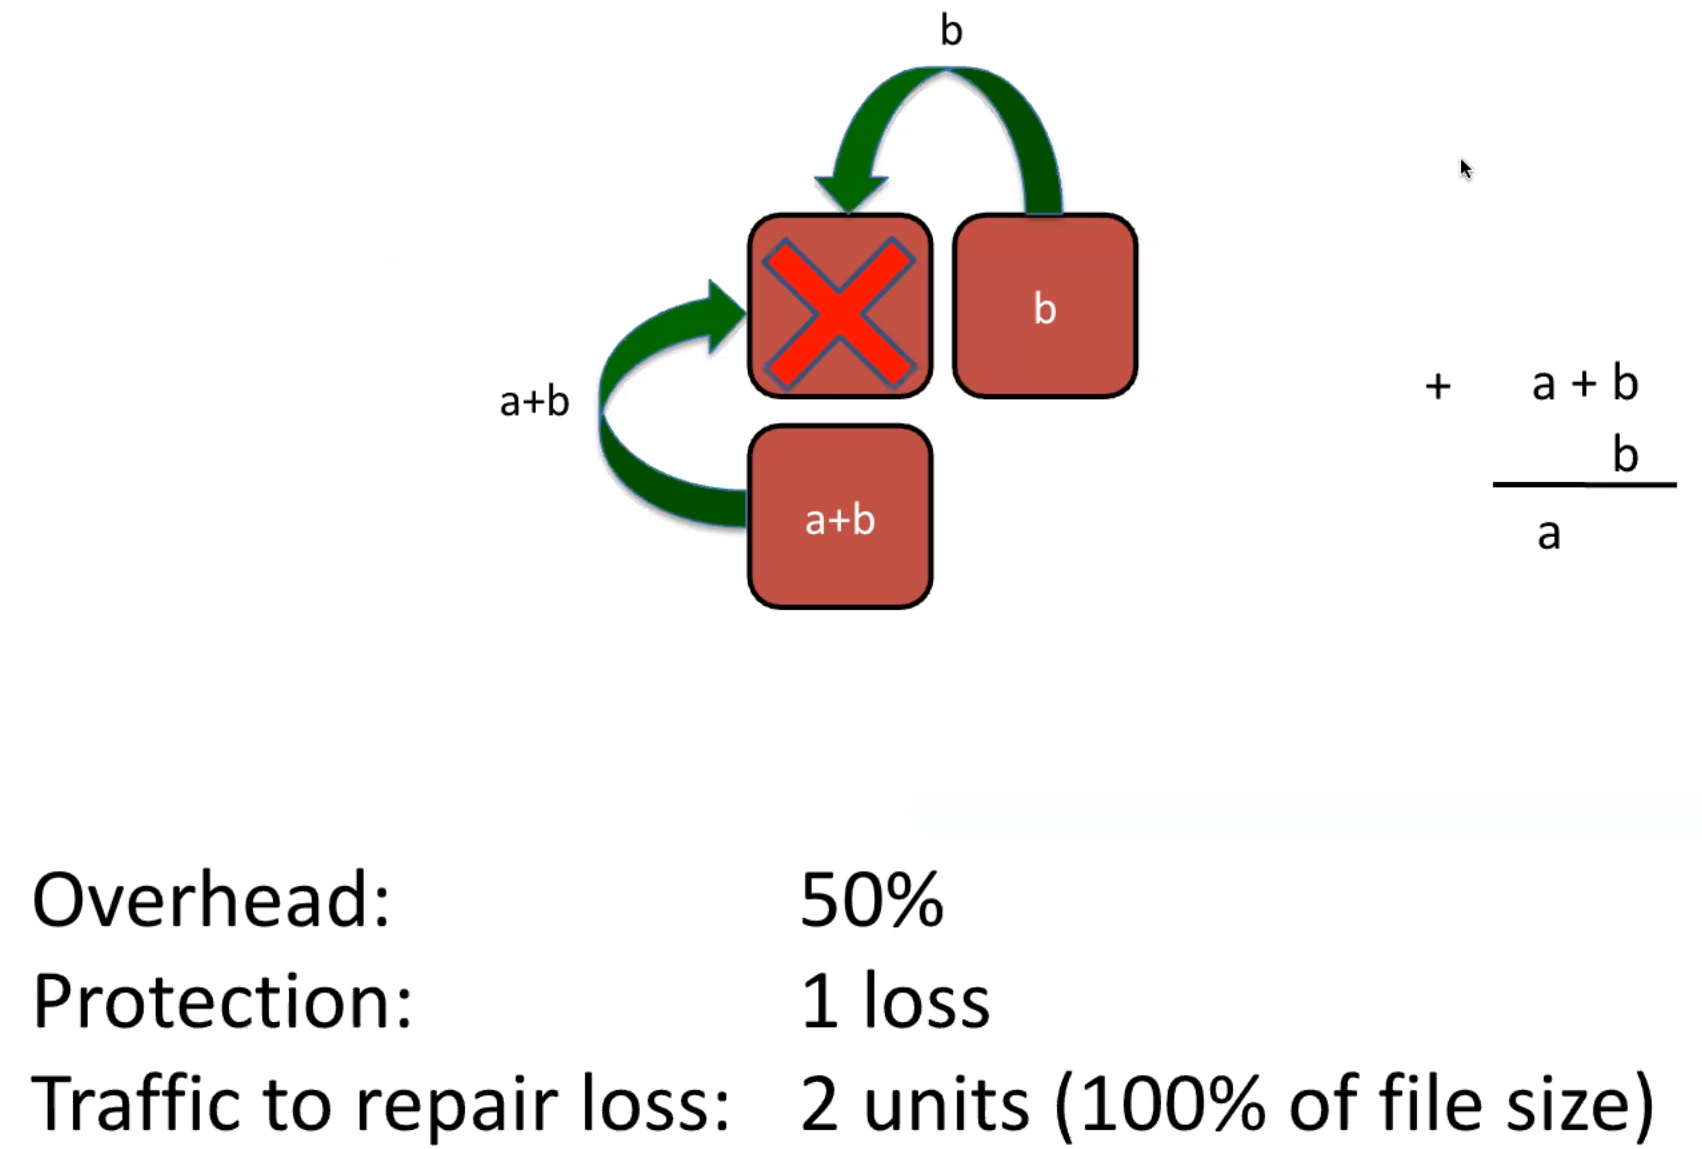 b
b
a+b
a+b
+ a + b
b
a
Overhead: 50%
Protection: 1 loss
Traffic to repair loss: 2 units (100% of file size)